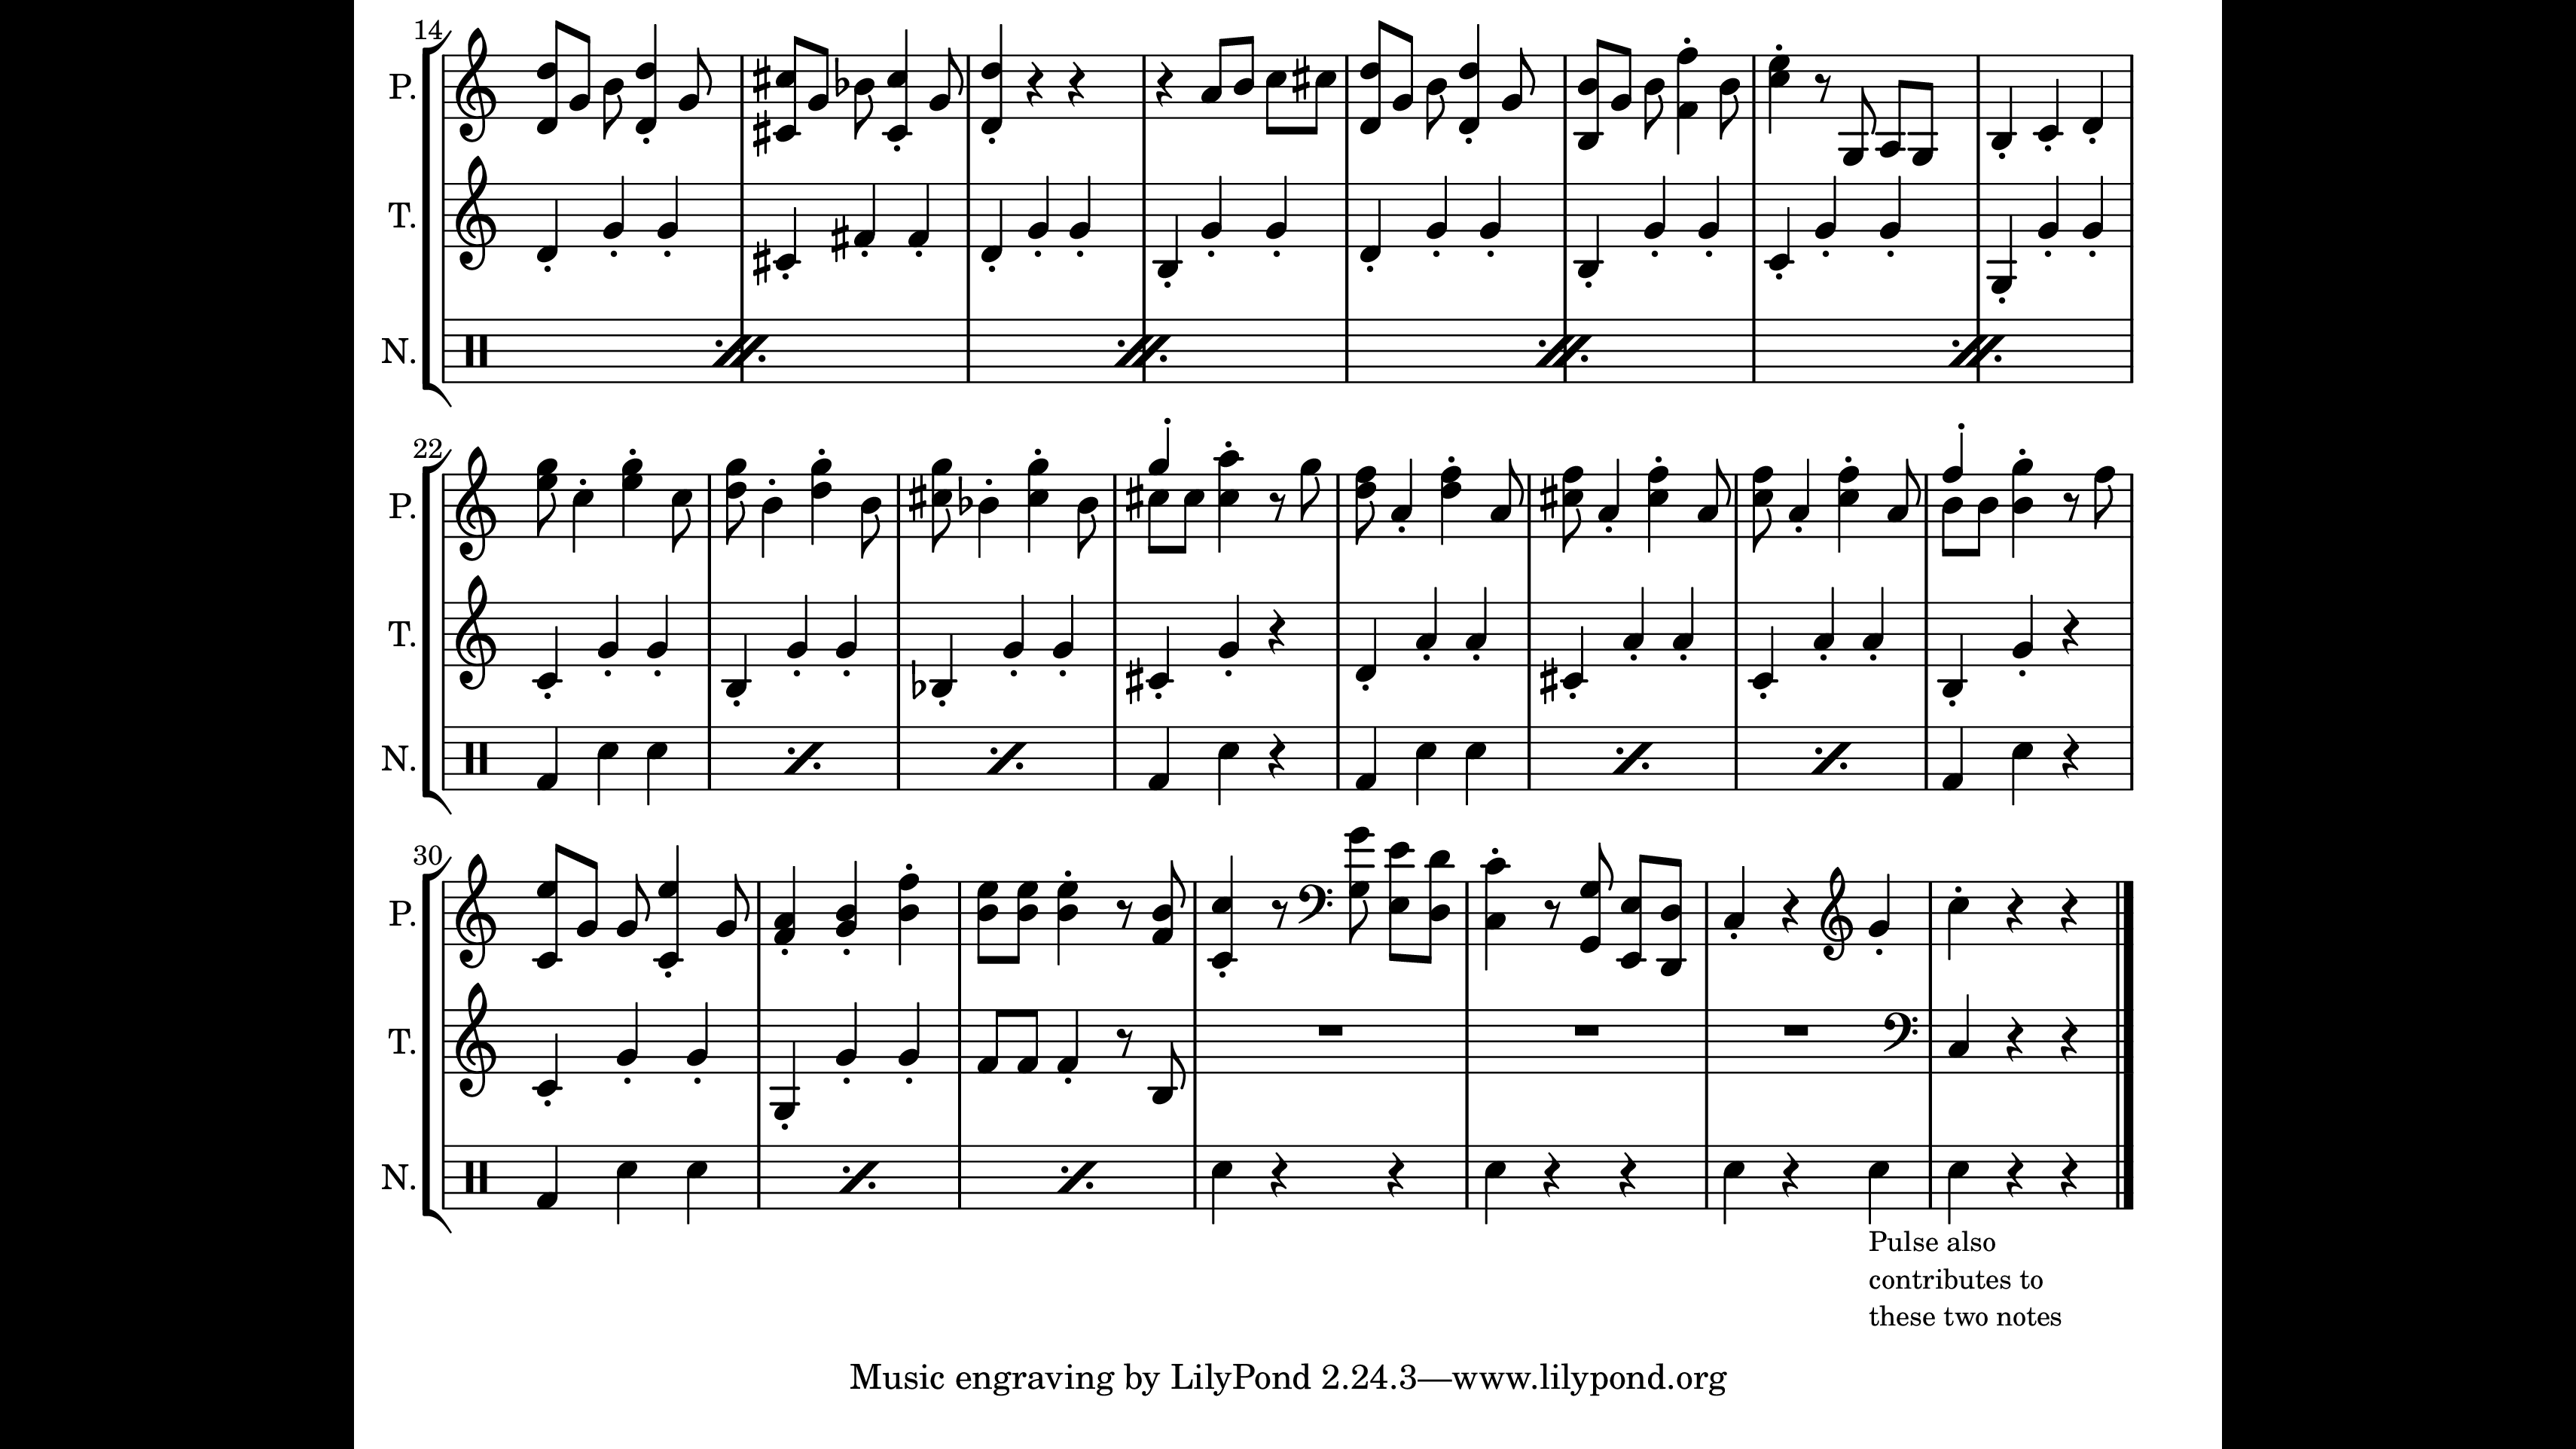 14
P.
T.
N.
22
P.
T.
N.
30
P.
T.
N.
Pulse also
contributes to
these two notes
Music engraving by LilyPond 2.24.3—www.lilypond.org